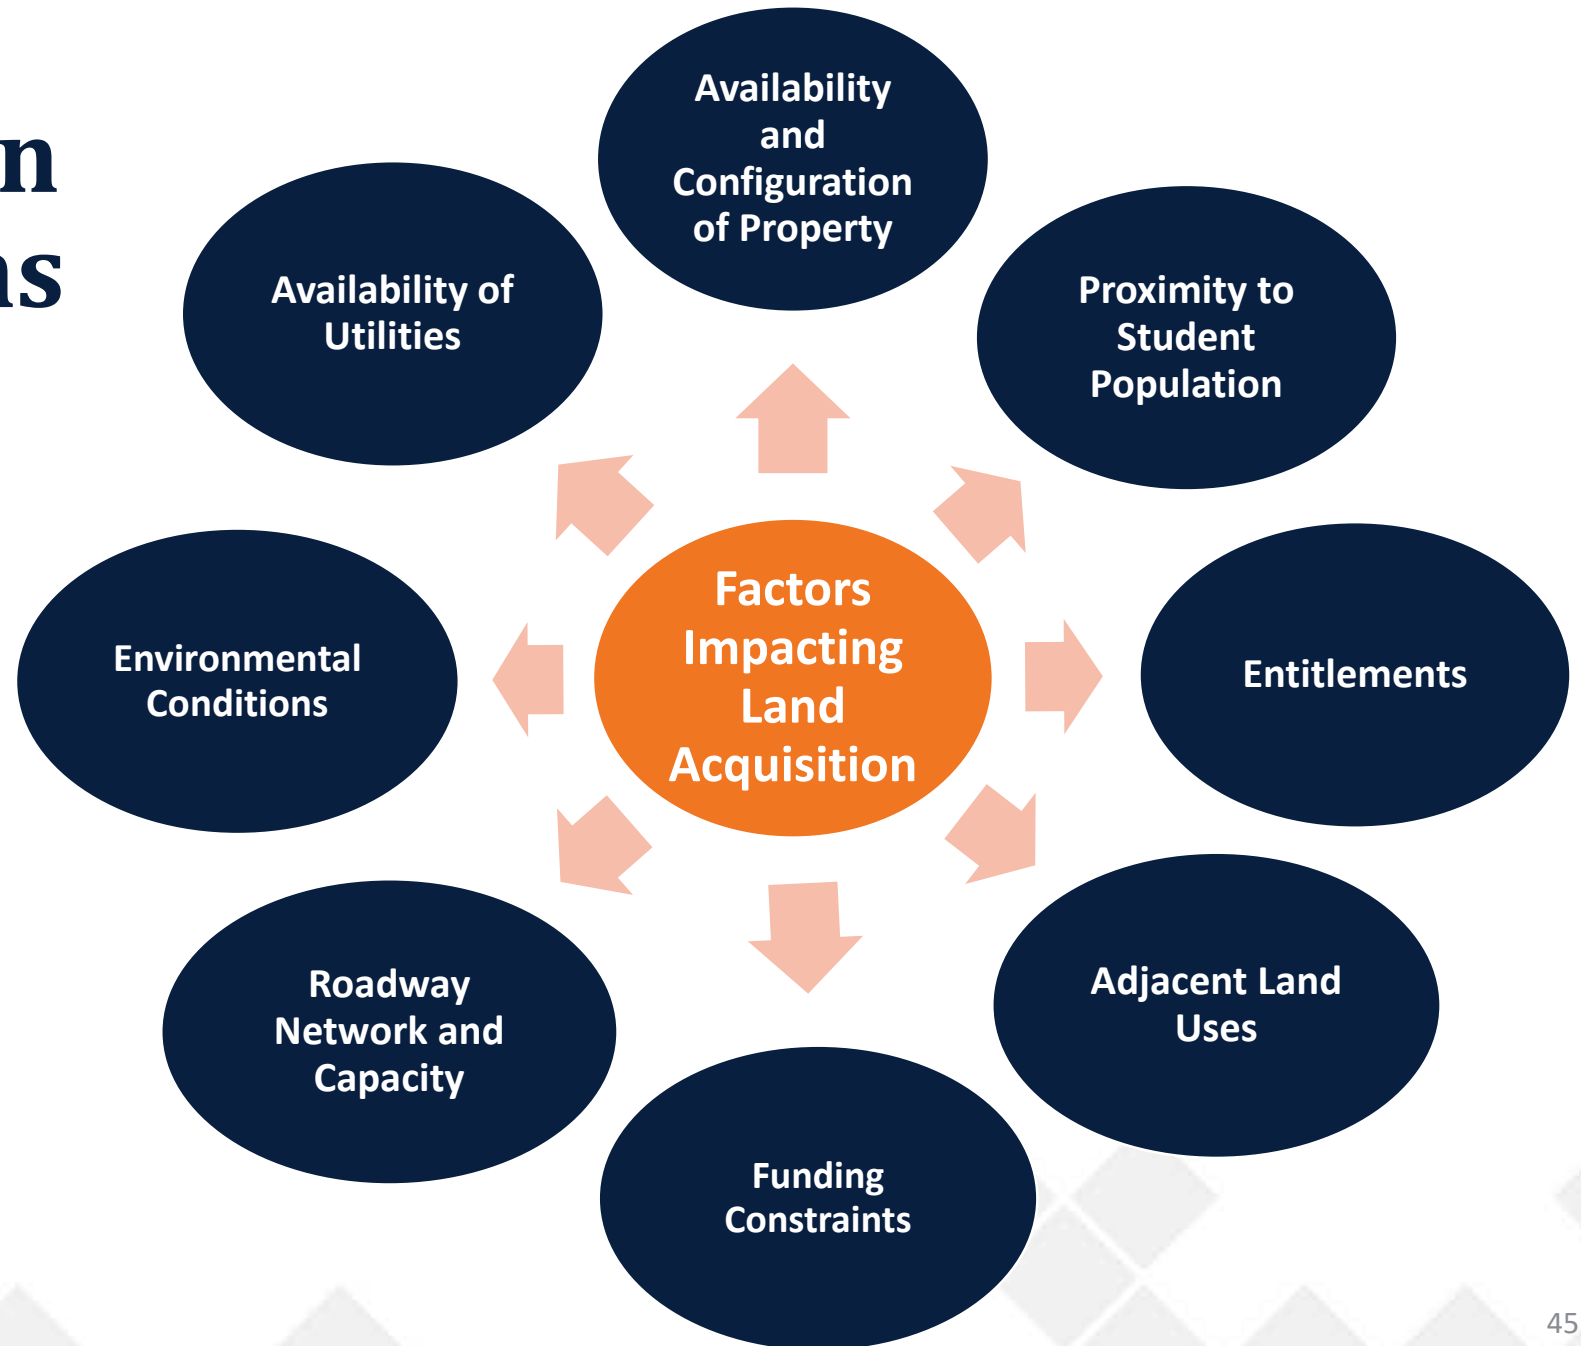 Availability
and
Configuration
of Property
Proximity to
Student
Population
Entitlements
Adjacent Land
Uses
Funding
Constraints
Roadway
Network and
Capacity
Environmental
Conditions
Availability of
Utilities
Factors
Impacting
Land
Acquisition
45